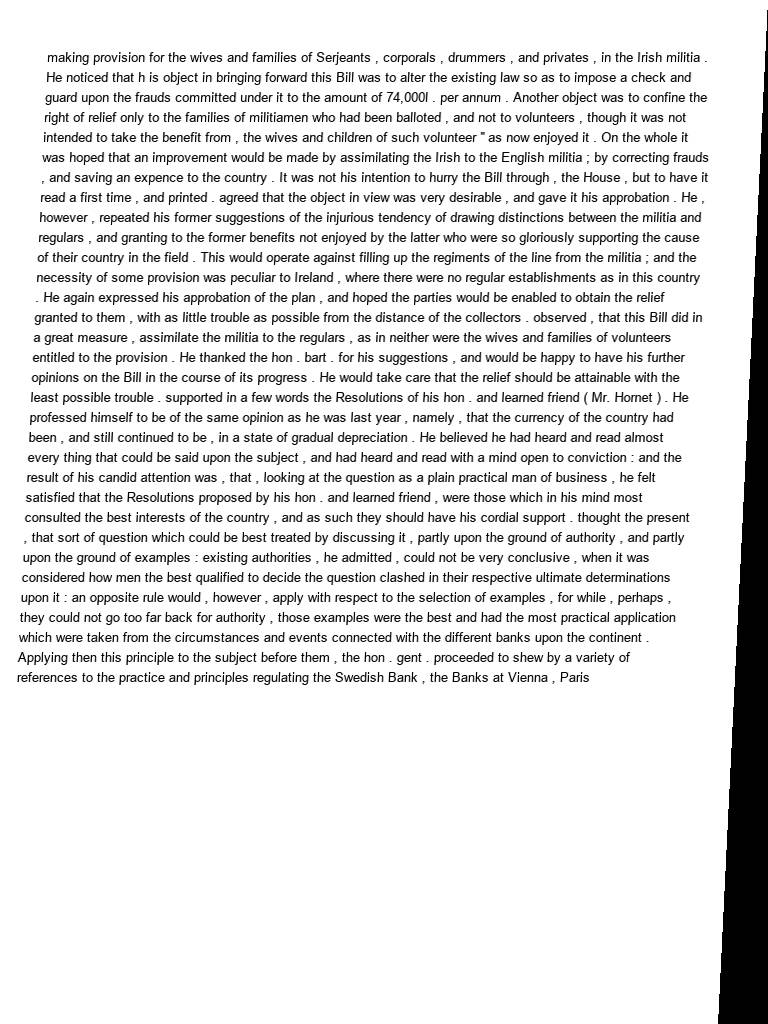 making provision for the wives and families of Serjeants , corporals , drummers , and privates , in the Irish militia .
He noticed that h is object in bringing forward this Bill was to alter the existing law so as to impose a check and
guard upon the frauds committed under it to the amount of 74,000l . per annum . Another object was to confine the
right of relief only to the families of militiamen who had been balloted , and not to volunteers , though it was not
intended to take the benefit from , the wives and children of such volunteer " as now enjoyed it . On the whole it
was hoped that an improvement would be made by assimilating the Irish to the English militia ; by correcting frauds
, and saving an expence to the country . It was not his intention to hurry the Bill through , the House , but to have it
read a first time , and printed . agreed that the object in view was very desirable , and gave it his approbation . He ,
however , repeated his former suggestions of the injurious tendency of drawing distinctions between the militia and
regulars , and granting to the former benefits not enjoyed by the latter who were so gloriously supporting the cause
of their country in the field . This would operate against filling up the regiments of the line from the militia ; and the
necessity of some provision was peculiar to Ireland , where there were no regular establishments as in this country
. He again expressed his approbation of the plan , and hoped the parties would be enabled to obtain the relief
granted to them , with as little trouble as possible from the distance of the collectors . observed , that this Bill did in
a great measure , assimilate the militia to the regulars , as in neither were the wives and families of volunteers
entitled to the provision . He thanked the hon . bart . for his suggestions , and would be happy to have his further
opinions on the Bill in the course of its progress . He would take care that the relief should be attainable with the
least possible trouble . supported in a few words the Resolutions of his hon . and learned friend ( Mr. Hornet ) . He
professed himself to be of the same opinion as he was last year , namely , that the currency of the country had
been , and still continued to be , in a state of gradual depreciation . He believed he had heard and read almost
every thing that could be said upon the subject , and had heard and read with a mind open to conviction : and the
result of his candid attention was , that , looking at the question as a plain practical man of business , he felt
satisfied that the Resolutions proposed by his hon . and learned friend , were those which in his mind most
consulted the best interests of the country , and as such they should have his cordial support . thought the present
, that sort of question which could be best treated by discussing it , partly upon the ground of authority , and partly
upon the ground of examples : existing authorities , he admitted , could not be very conclusive , when it was
considered how men the best qualified to decide the question clashed in their respective ultimate determinations
upon it : an opposite rule would , however , apply with respect to the selection of examples , for while , perhaps ,
they could not go too far back for authority , those examples were the best and had the most practical application
which were taken from the circumstances and events connected with the different banks upon the continent .
Applying then this principle to the subject before them , the hon . gent . proceeded to shew by a variety of
references to the practice and principles regulating the Swedish Bank , the Banks at Vienna , Paris